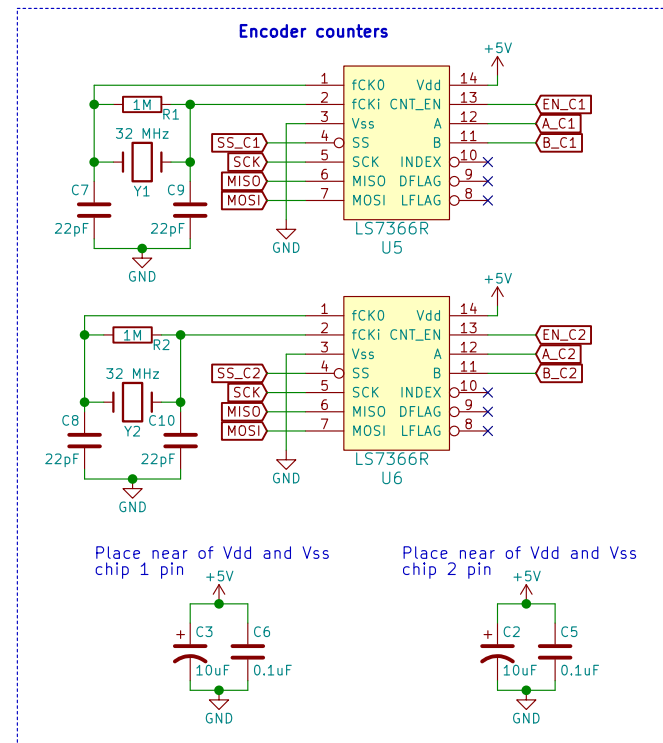 Encoder counters
+5V
1 fCKO Vdd 14
1M R1
2 fCKi CNT_EN 13 EN_C1
3 Vss A 12 A_C1
32 MHz
SS_C1 4 SS B 11 B_C1
SCK 5 SCK INDEX 10
MISO 6 MISO DFLAG 9
C7 Y1 C9
MOSI 7 MOSI LFLAG 8
22pF 22pF
LS7366R
GND
U5
GND
+5V
1 fCKO Vdd 14
1M R2
2 fCKi CNT_EN 13 EN_C2
3 Vss A 12 A_C2
32 MHz
SS_C2 4 SS B 11 B_C2
SCK 5 SCK INDEX 10
MISO 6 MISO DFLAG 9
C8 Y2 C10
MOSI 7 MOSI LFLAG 8
22pF 22pF
LS7366R
GND
U6
GND
Place near of Vdd and Vss
chip 1 pin
+5V
+ C3 C6
10uF 0.1uF
GND
Place near of Vdd and Vss
chip 2 pin
+5V
+ C2 C5
10uF 0.1uF
GND